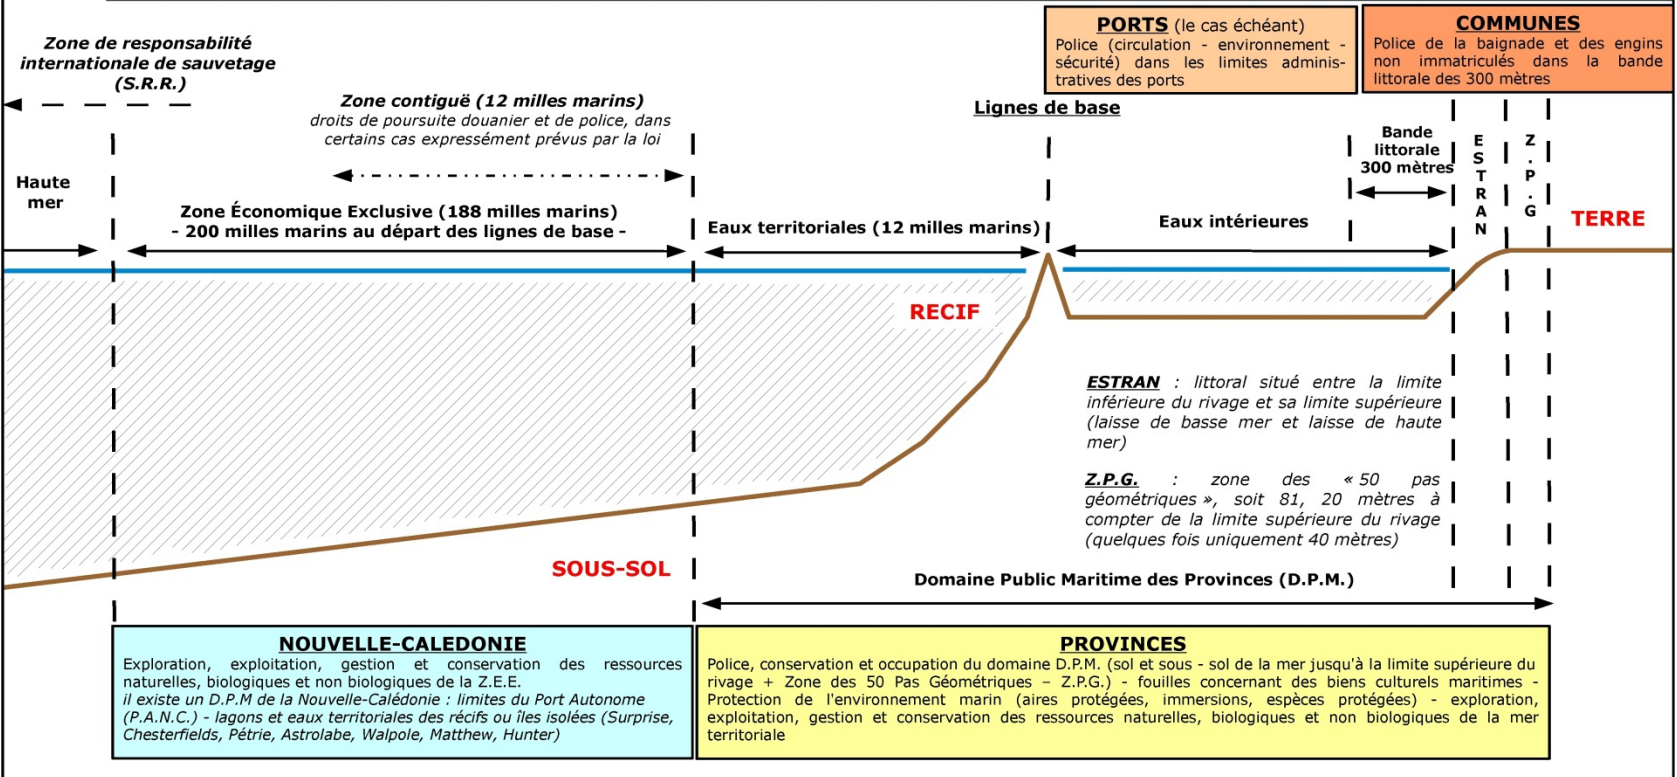 PORTS (le cas échéant)
Police (circulation - environnement -
sécurité) dans les limites adminis-
tratives des ports
COMMUNES
Police de la baignade et des engins
non immatriculés dans la bande
littorale des 300 mètres
Zone de responsabilité
internationale de sauvetage
(S.R.R.)
Zone contiguë (12 milles marins)
droits de poursuite douanier et de police, dans
certains cas expressément prévus par la loi
Lignes de base
Bande
littorale
300 mètres
ESTRAN
Z.P.G
Haute
mer
Zone Économique Exclusive (188 milles marins)
- 200 milles marins au départ des lignes de base -
Eaux territoriales (12 milles marins)
Eaux intérieures
TERRE
RECIF
ESTRAN : littoral situé entre la limite
inférieure du rivage et sa limite supérieure
(laisse de basse mer et laisse de haute
mer)
Z.P.G. : zone des « 50 pas
géométriques », soit 81, 20 mètres à
compter de la limite supérieure du rivage
(quelques fois uniquement 40 mètres)
SOUS-SOL
Domaine Public Maritime des Provinces (D.P.M.)
NOUVELLE-CALEDONIE
Exploration, exploitation, gestion et conservation des ressources
naturelles, biologiques et non biologiques de la Z.E.E.
il existe un D.P.M de la Nouvelle-Calédonie : limites du Port Autonome
(P.A.N.C.) - lagons et eaux territoriales des récifs ou îles isolées (Surprise,
Chesterfields, Pétrie, Astrolabe, Walpole, Matthew, Hunter)
PROVINCES
Police, conservation et occupation du domaine D.P.M. (sol et sous - sol de la mer jusqu'à la limite supérieure du
rivage + Zone des 50 Pas Géométriques – Z.P.G.) - fouilles concernant des biens culturels maritimes -
Protection de l'environnement marin (aires protégées, immersions, espèces protégées) - exploration,
exploitation, gestion et conservation des ressources naturelles, biologiques et non biologiques de la mer
territoriale